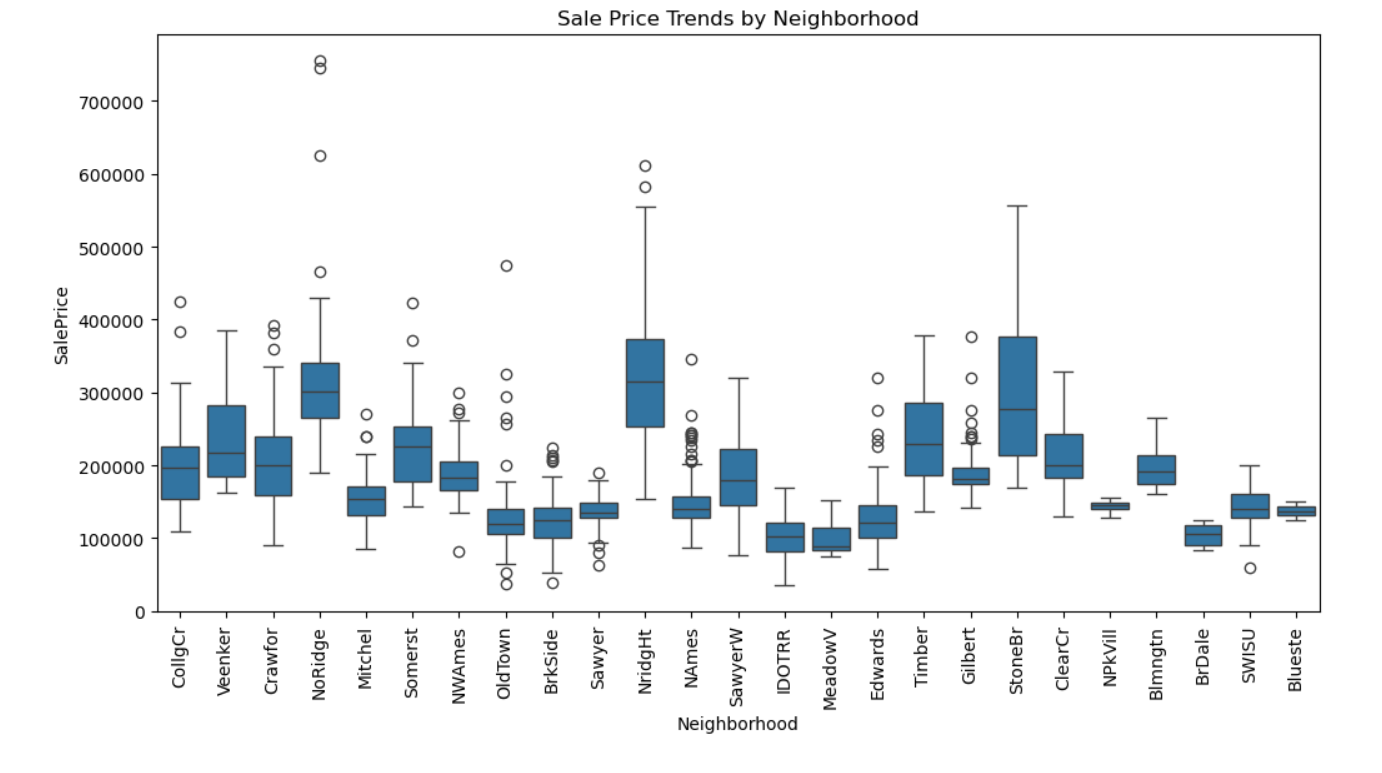 Sale Price Trends by Neighborhood
700000
600000
500000
400000
300000
200000
100000
0
SalePrice
CollgCr
Veenker
Crawfor
NoRidge
Mitchel
Somerst
NWAmes
OldTown
BrkSide
Sawyer
NridgHt
NAmes
SawyerW
IDOTRR
MeadowV
Edwards
Timber
Gilbert
StoneBr
ClearCr
NPkVill
Blmngtn
BrDale
SWISU
Blueste
Neighborhood